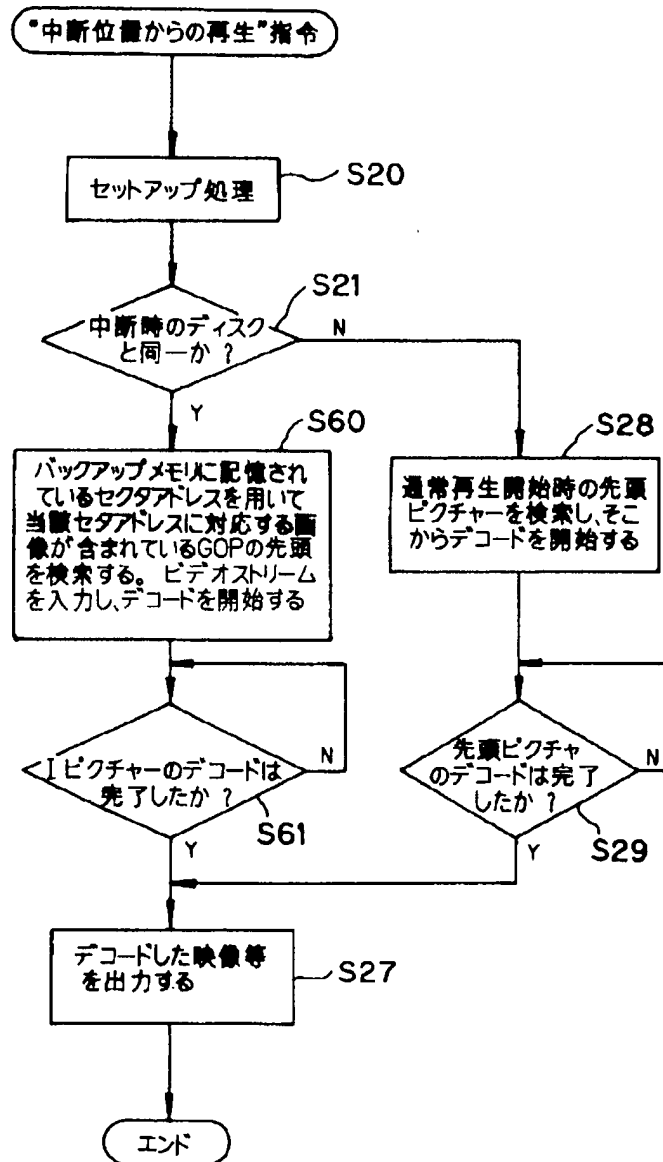 "中断位置からの再生"指令
セットアップ処理
S20
中断時のディスク
と同一か？
S21
N
Y
バックアップメモリに記憶され
ているセクタアドレスを用いて
当該セタアドレスに対応する画
像が含まれているGOPの先頭
を検索する。ビデオストリーム
を入力し、デコードを開始する
S60
通常再生開始時の先頭
ピクチャーを検索し、そこ
からデコードを開始する
S28
Iピクチャーのデコードは
完了したか？
N
S61
Y
先頭ピクチャ
のデコードは完了
したか？
N
S29
Y
デコードした映像等
を出力する
S27
エンド